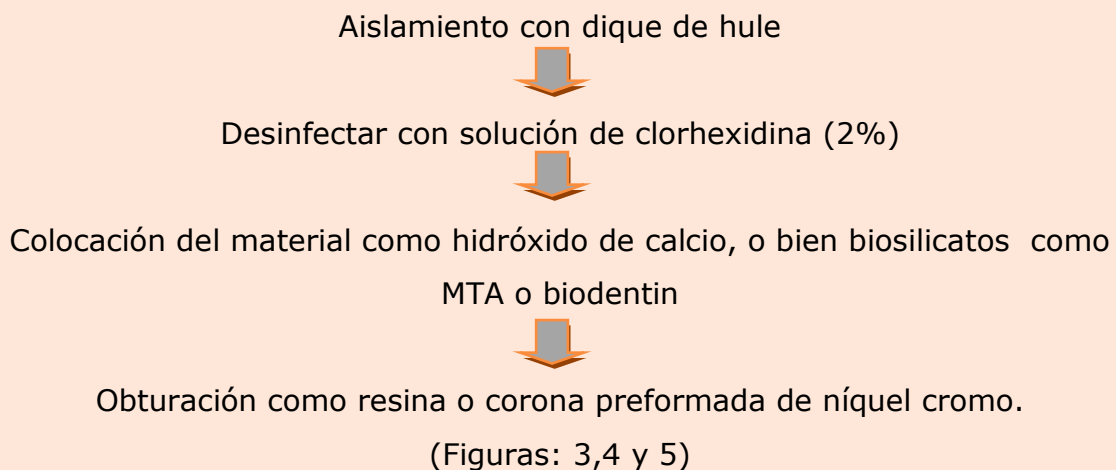 Aislamiento con dique de hule
Desinfectar con solución de clorhexidina (2%)
Colocación del material como hidróxido de calcio, o bien biosilicatos como
MTA o biodentin
Obturación como resina o corona preformada de níquel cromo.
(Figuras: 3,4 y 5)